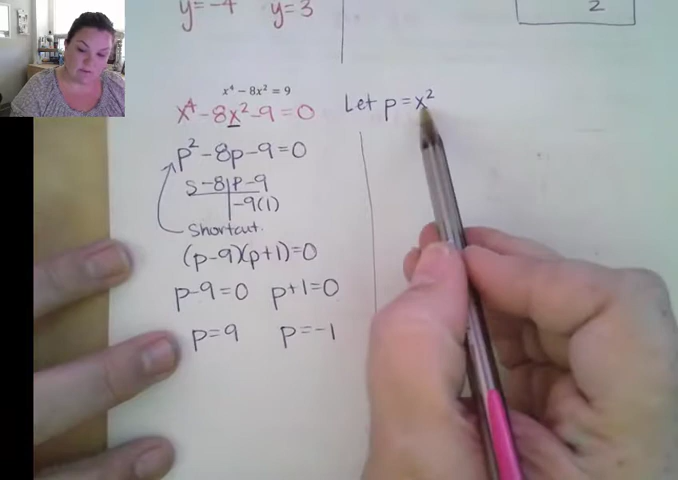 y=-4 y=3
2
x⁴ - 8x² = 9
x⁴-8x²-9=0 Let p=x²
p²-8p-9=0
S-8|P-9
-9(1)
Shortcut.
(p-9)(p+1)=0
p-9=0 p+1=0
p=9 p=-1